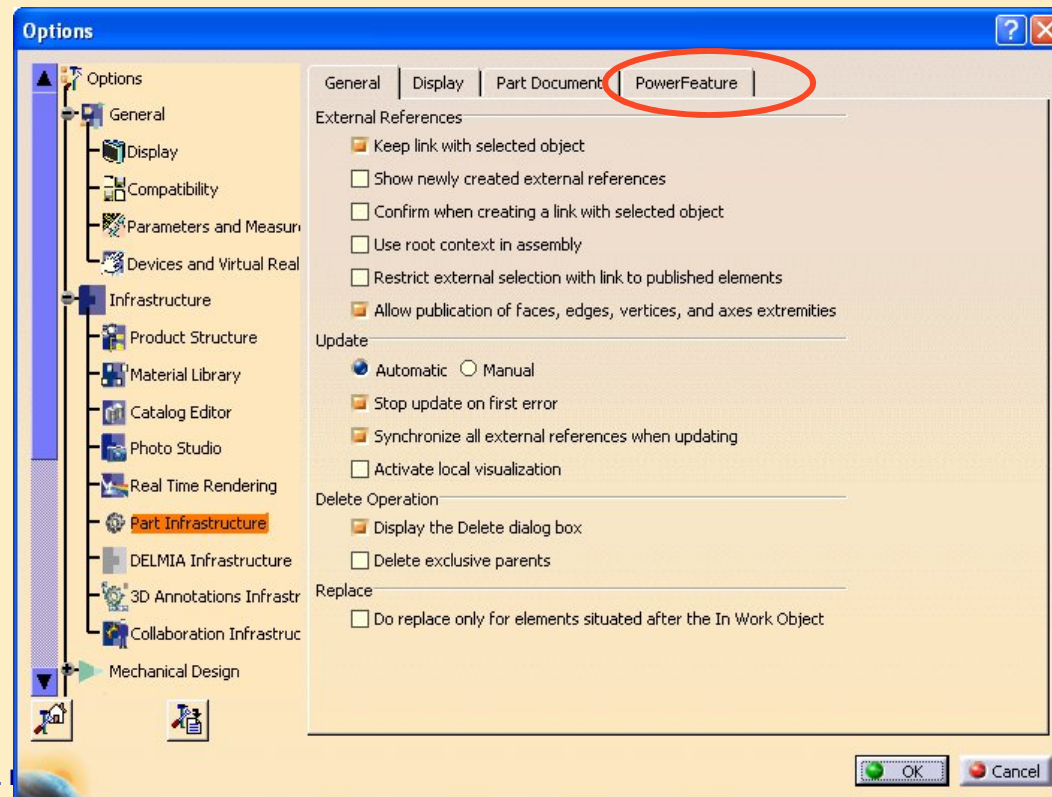 Options
Options
General
Display
Compatibility
Parameters and Measur
Devices and Virtual Real
Infrastructure
Product Structure
Material Library
Catalog Editor
Photo Studio
Real Time Rendering
Part Infrastructure
DELMIA Infrastructure
3D Annotations Infrastr
Collaboration Infrastruc
Mechanical Design
General Display Part Document PowerFeature
External References
Keep link with selected object
Show newly created external references
Confirm when creating a link with selected object
Use root context in assembly
Restrict external selection with link to published elements
Allow publication of faces, edges, vertices, and axes extremities
Update
Automatic Manual
Stop update on first error
Synchronize all external references when updating
Activate local visualization
Delete Operation
Display the Delete dialog box
Delete exclusive parents
Replace
Do replace only for elements situated after the In Work Object
OK Cancel